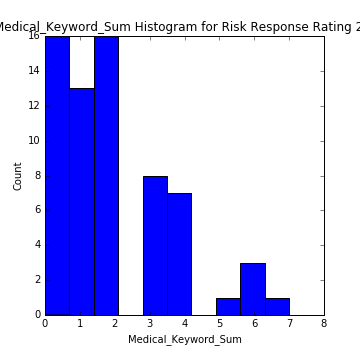 Medical_Keyword_Sum Histogram for Risk Response Rating 2
16
14
12
10
8
6
4
2
0
Count
0 1 2 3 4 5 6 7 8
Medical_Keyword_Sum